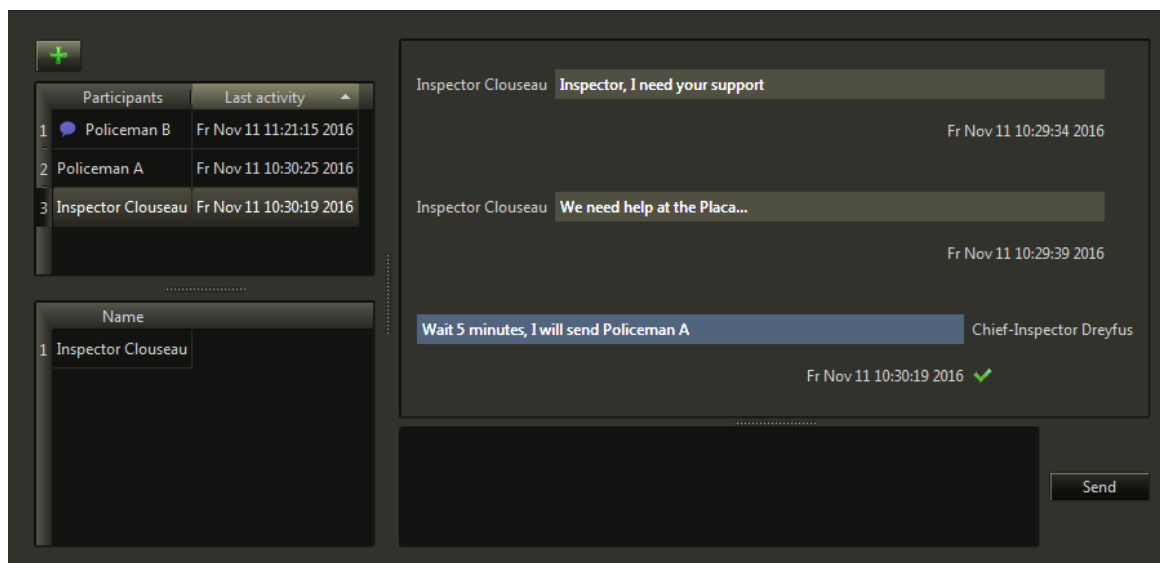 Participants Last activity
1 Policeman B Fr Nov 11 11:21:15 2016
2 Policeman A Fr Nov 11 10:30:25 2016
3 Inspector Clouseau Fr Nov 11 10:30:19 2016
Name
1 Inspector Clouseau
Inspector Clouseau Inspector, I need your support
Fr Nov 11 10:29:34 2016
Inspector Clouseau We need help at the Placa...
Fr Nov 11 10:29:39 2016
Wait 5 minutes, I will send Policeman A Chief-Inspector Dreyfus
Fr Nov 11 10:30:19 2016
Send